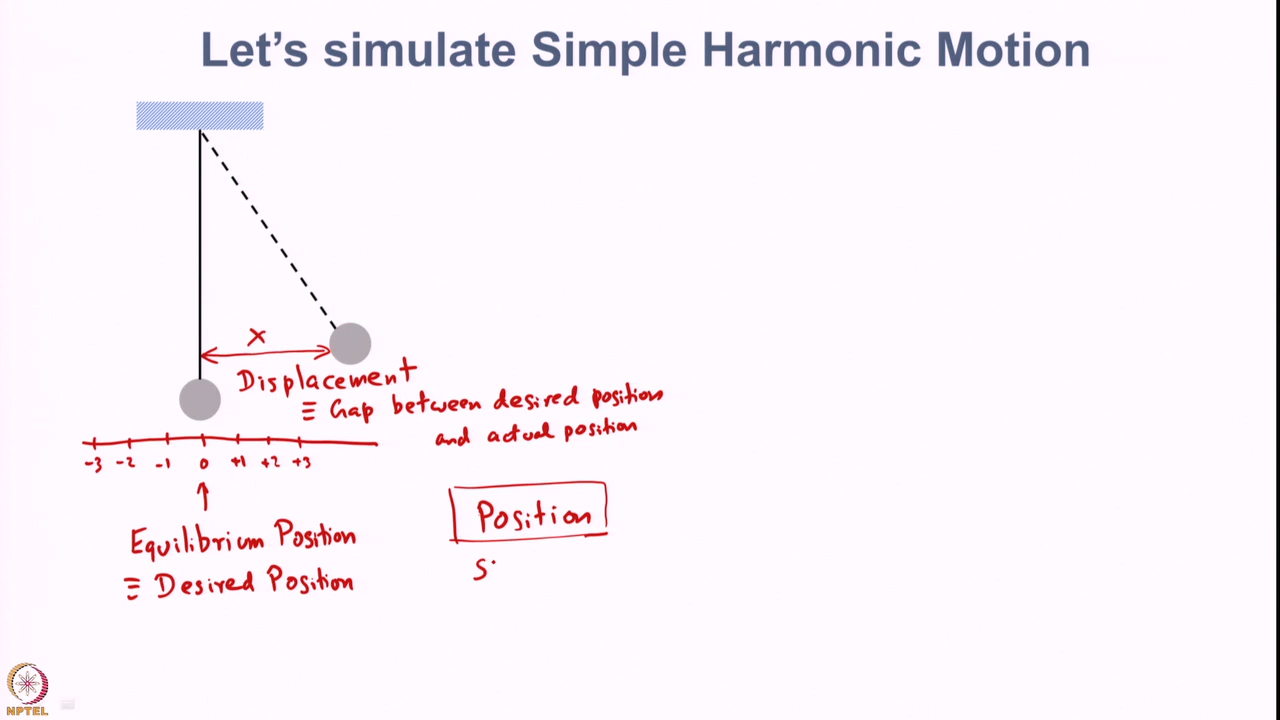 Let's simulate Simple Harmonic Motion
x
Displacement
≡ Gap between desired position
and actual position
-3 -2 -1 0 +1 +2 +3
↑
Equilibrium Position
≡ Desired Position
Position
S
NPTEL